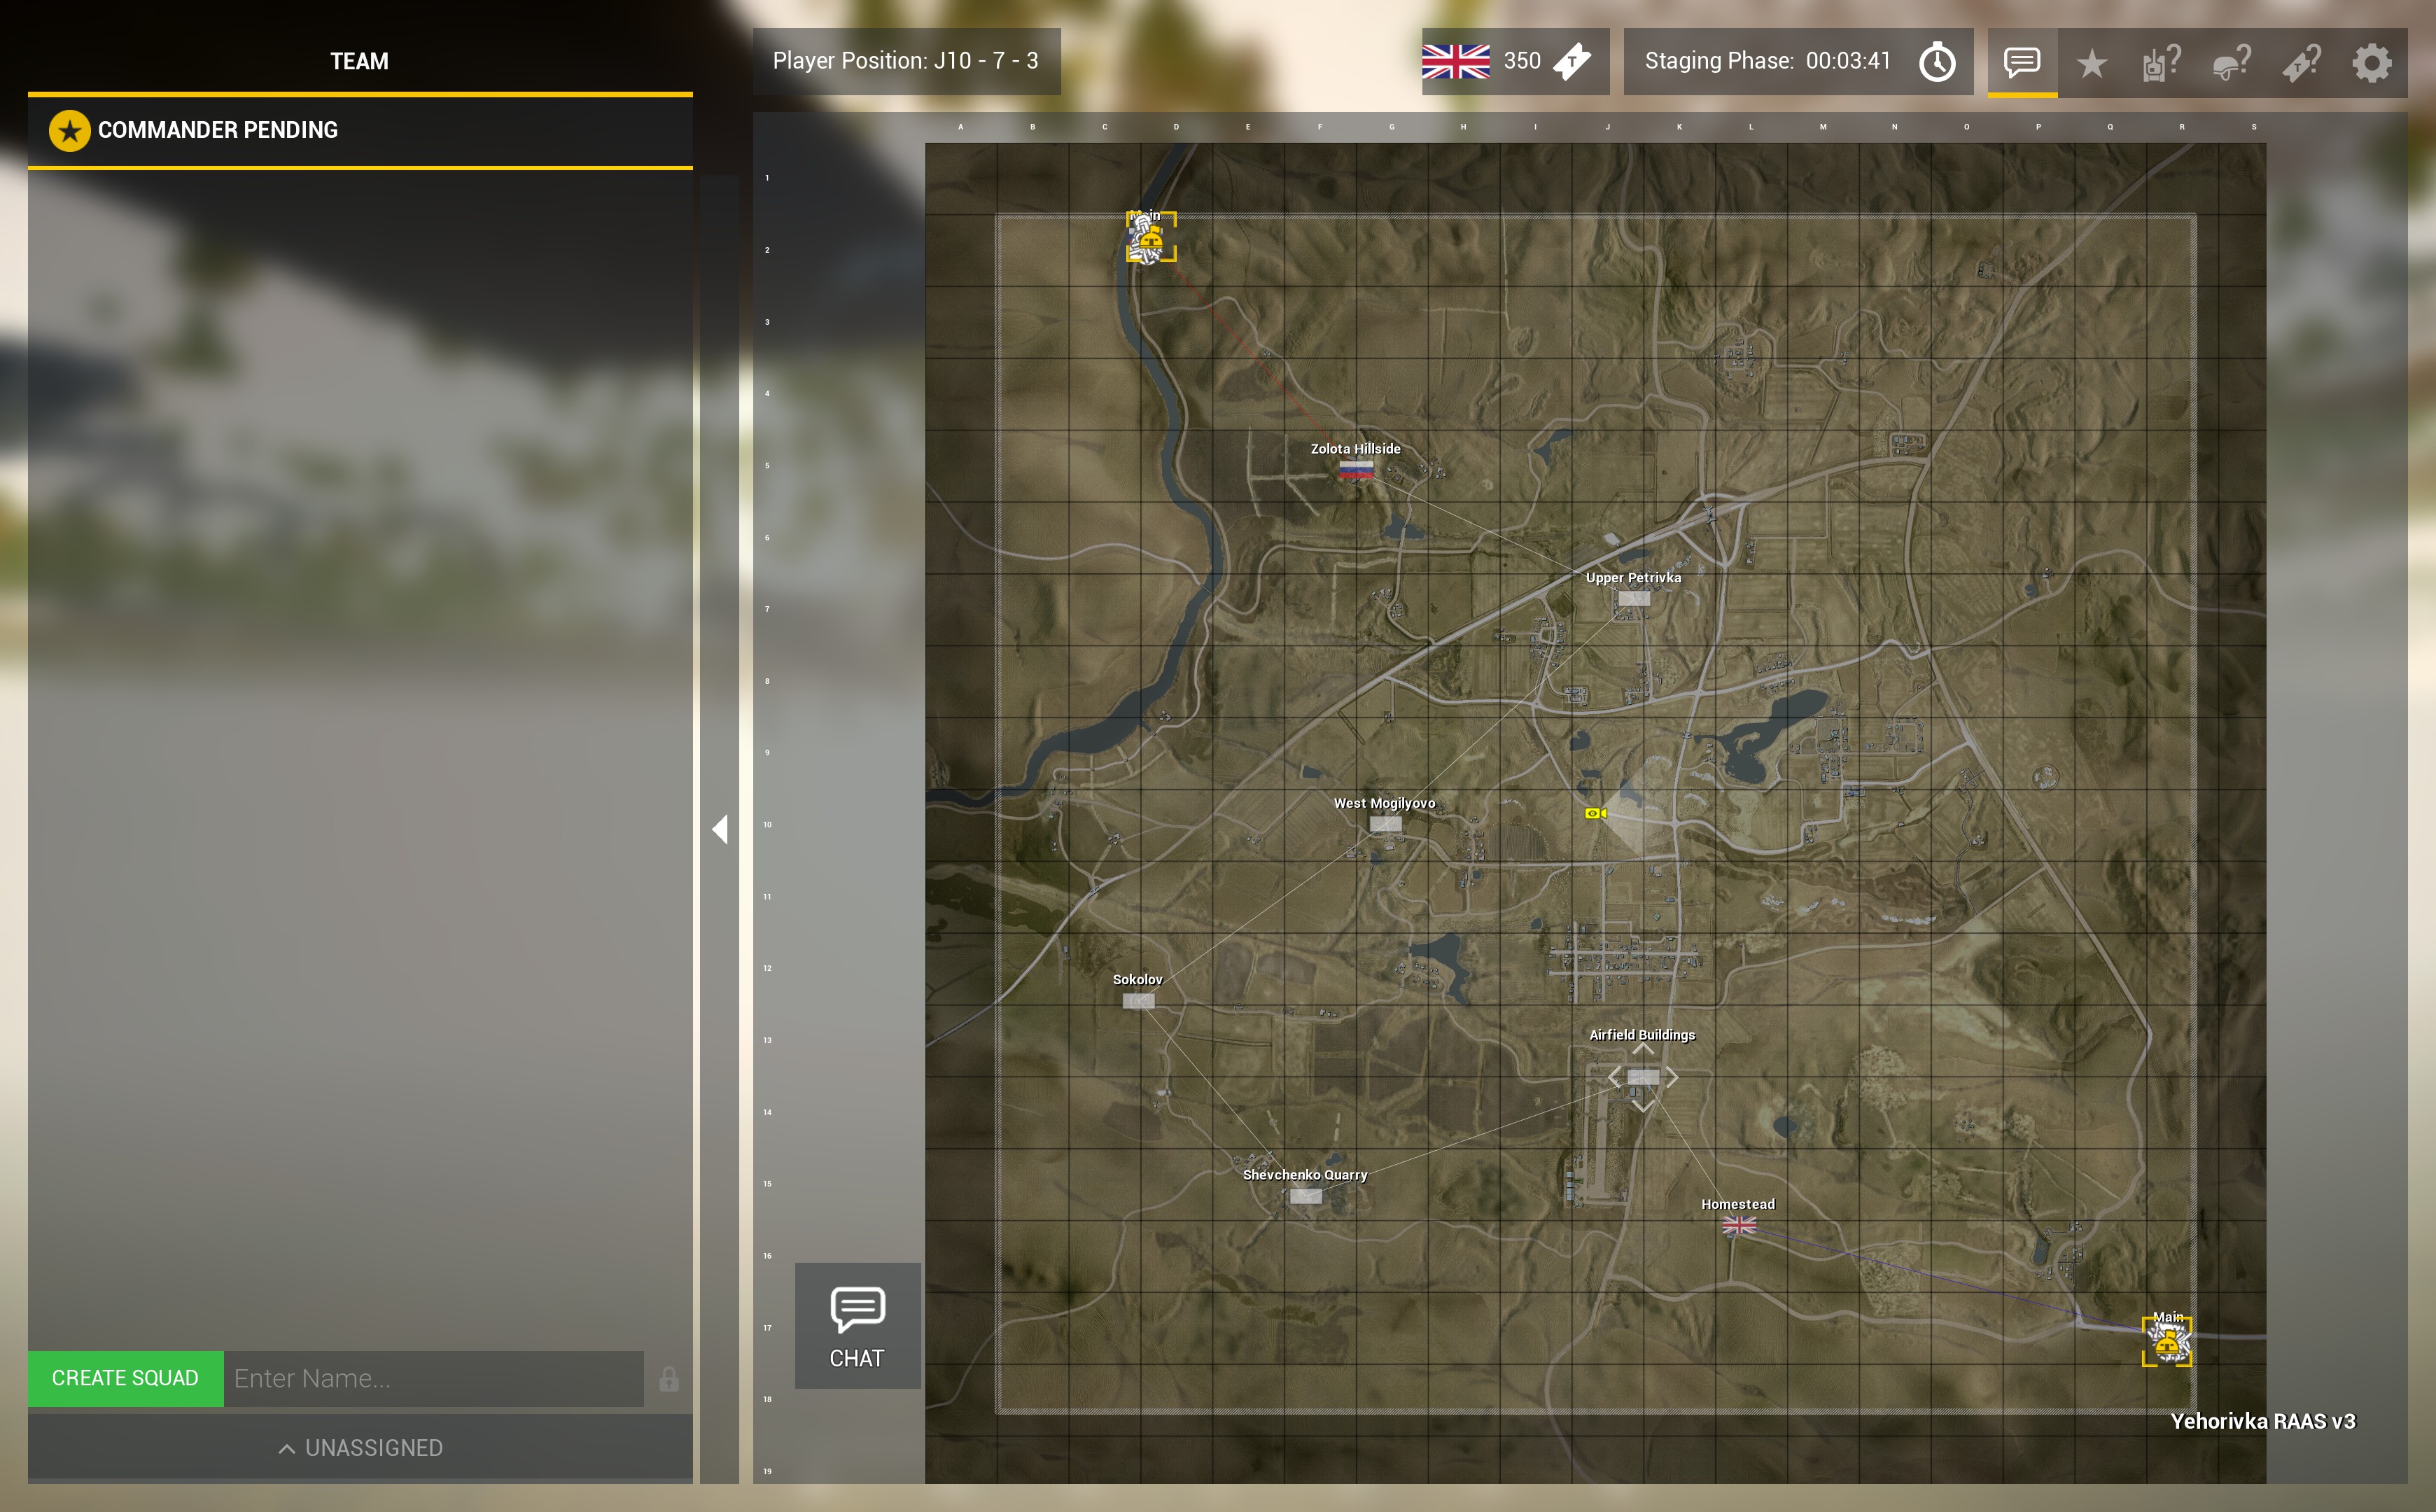 TEAM
Player Position: J10 - 7 - 3
350
Staging Phase: 00:03:41
COMMANDER PENDING
A B C D E F G H I J K L M N O P Q R S
1
Main
2
3
4
Zolota Hillside
5
6
Upper Petrivka
7
8
9
West Mogilyovo
10
11
12
Sokolov
Airfield Buildings
13
14
Shevchenko Quarry
15
Homestead
16
Main
17
CHAT
CREATE SQUAD Enter Name...
18
Yehorivka RAAS v3
UNASSIGNED
19